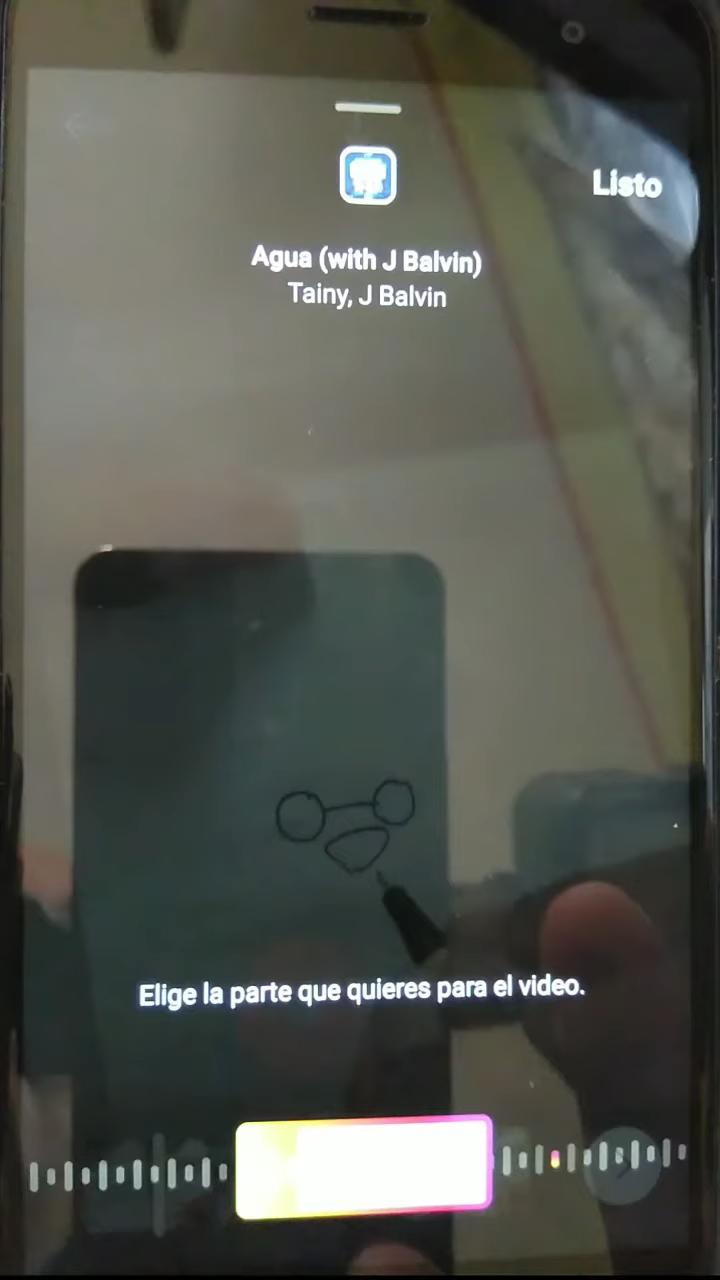 Listo
Agua (with J Balvin)
Tainy, J Balvin
Elige la parte que quieres para el video.